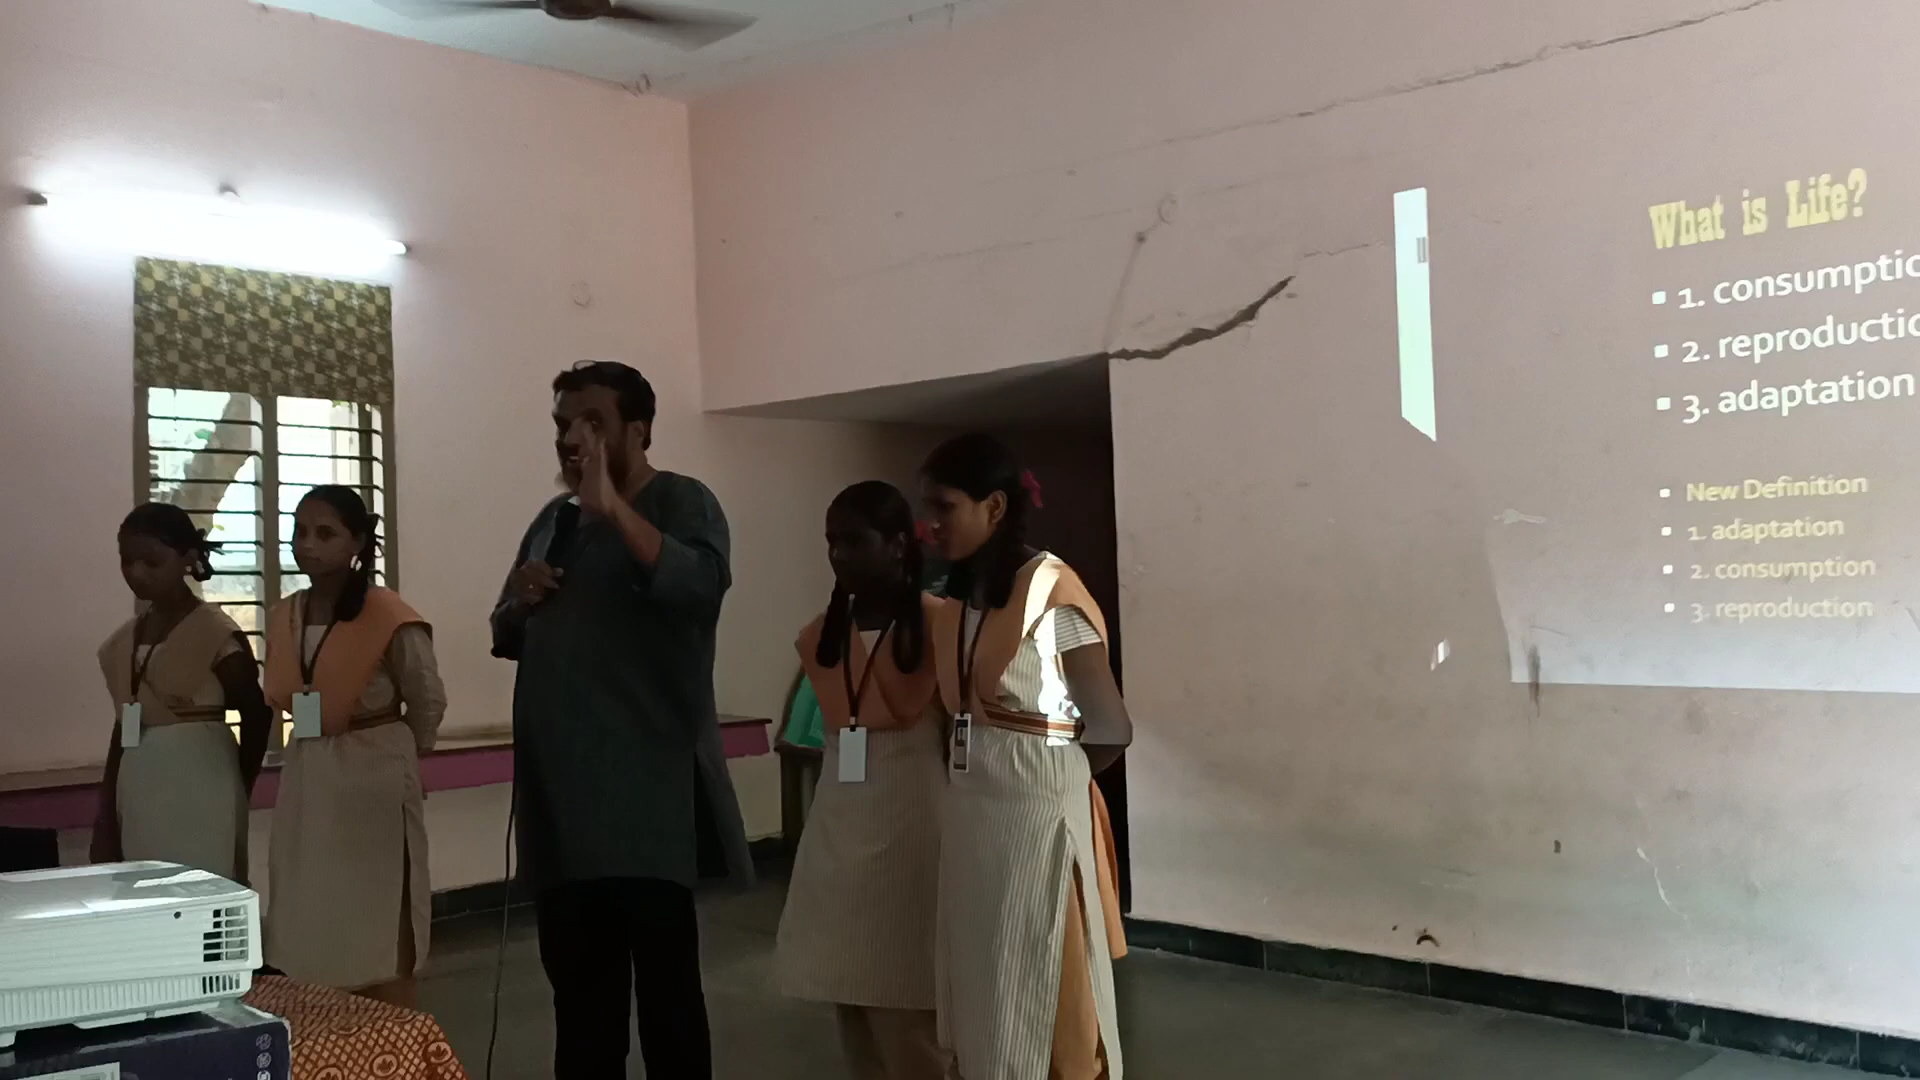 What is Life?
1. consumptio
2. reproductio
3. adaptation
New Definition
1. adaptation
2. consumption
3. reproduction